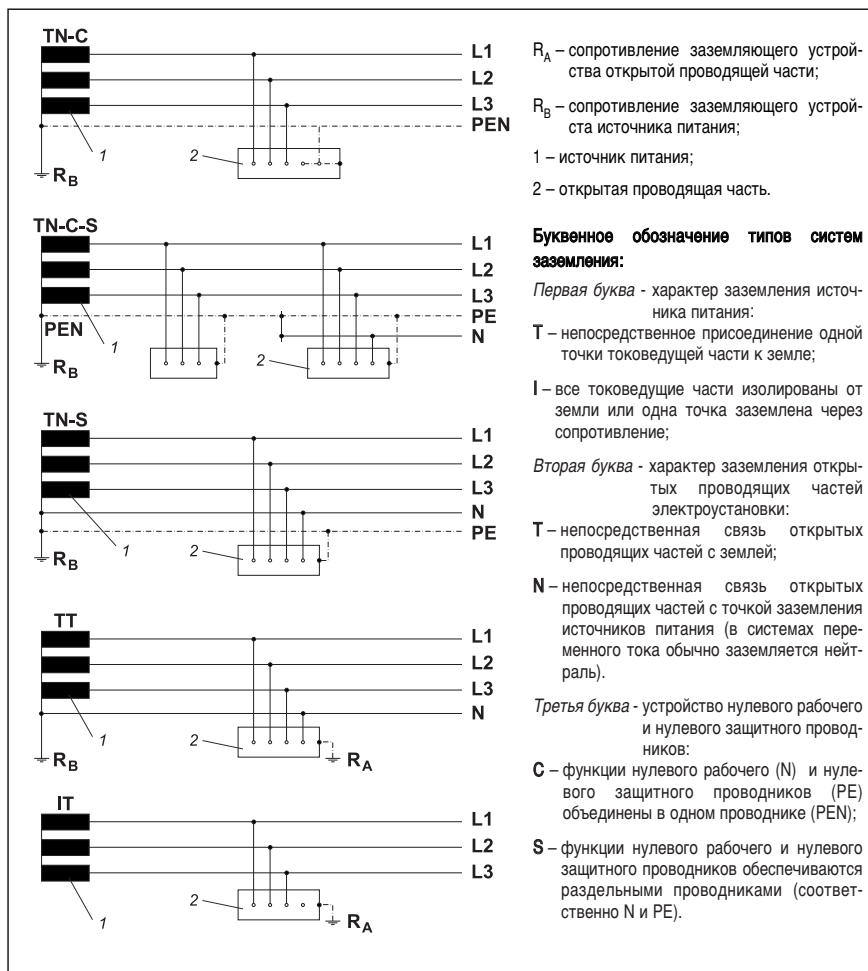 TN-C
L1
L2
L3
PEN
1
2
R_B
TN-C-S
L1
L2
L3
PE
N
PEN
1
2
R_B
TN-S
L1
L2
L3
N
PE
1
2
R_B
TT
L1
L2
L3
N
1
2
R_B
R_A
IT
L1
L2
L3
1
2
R_A
R_A – сопротивление заземляющего устрой-
ства открытой проводящей части;
R_B – сопротивление заземляющего устрой-
ста источника питания;
1 – источник питания;
2 – открытая проводящая часть.
Буквенное обозначение типов систем
заземления:
Первая буква - характер заземления источ-
ника питания:
T – непосредственное присоединение одной
точки токоведущей части к земле;
I – все токоведущие части изолированы от
земли или одна точка заземлена через
сопротивление;
Вторая буква - характер заземления откры-
тых проводящих частей
электроустановки:
T – непосредственная связь открытых
проводящих частей с землей;
N – непосредственная связь открытых
проводящих частей с точкой заземления
источников питания (в системах пере-
менного тока обычно заземляется нейт-
раль).
Третья буква - устройство нулевого рабочего
и нулевого защитного провод-
ников:
C – функции нулевого рабочего (N) и нуле-
вого защитного проводников (PE)
объединены в одном проводнике (PEN);
S – функции нулевого рабочего и нулевого
защитного проводников обеспечиваются
раздельными проводниками (соответ-
ственно N и PE).